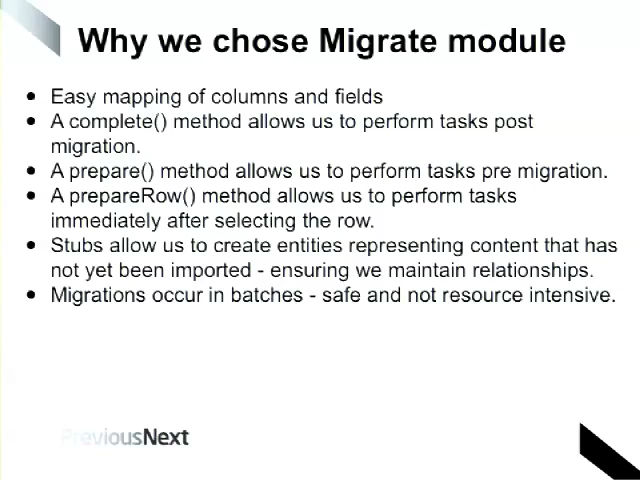 Why we chose Migrate module
• Easy mapping of columns and fields
• A complete() method allows us to perform tasks post
migration.
• A prepare() method allows us to perform tasks pre migration.
• A prepareRow() method allows us to perform tasks
immediately after selecting the row.
• Stubs allow us to create entities representing content that has
not yet been imported - ensuring we maintain relationships.
• Migrations occur in batches - safe and not resource intensive.
PreviousNext